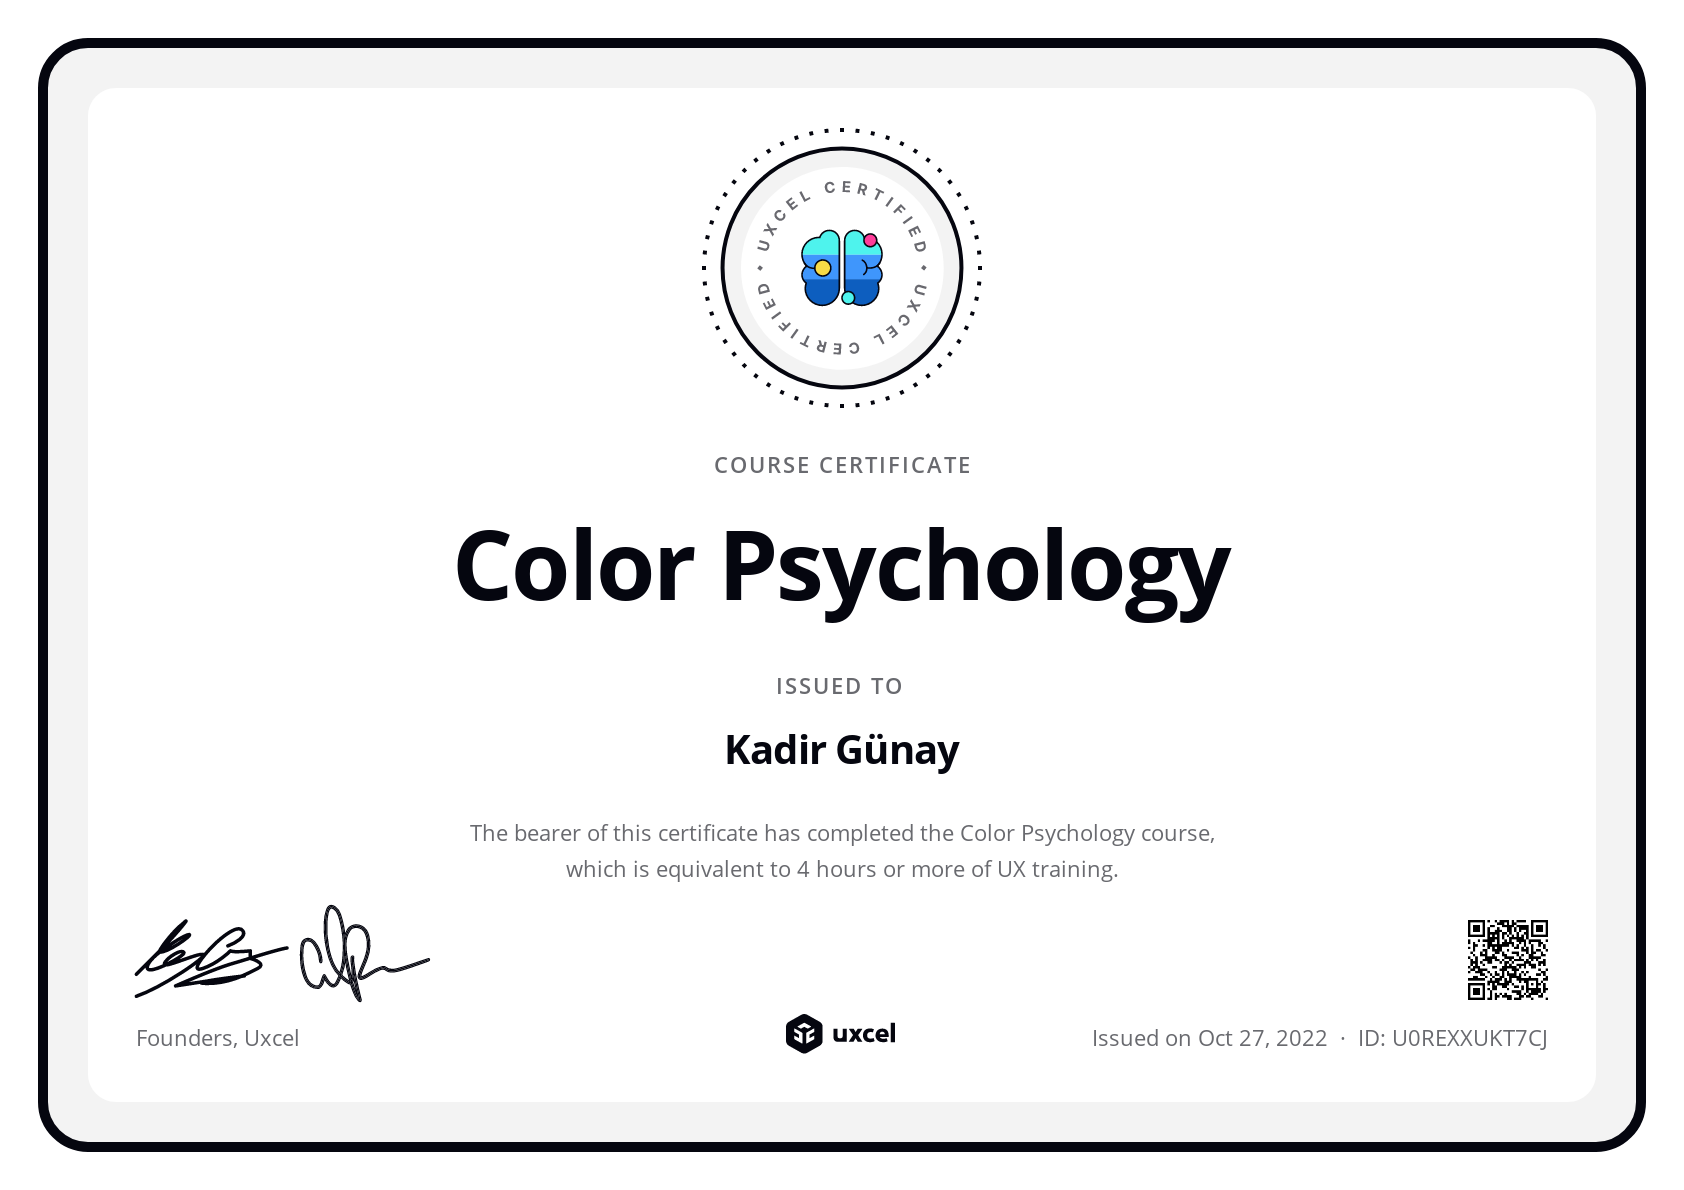 UXCEL CERTIFIED • UXCEL CERTIFIED •
COURSE CERTIFICATE
Color Psychology
ISSUED TO
Kadir Günay
The bearer of this certificate has completed the Color Psychology course,
which is equivalent to 4 hours or more of UX training.
Founders, Uxcel
uxcel
Issued on Oct 27, 2022 · ID: U0REXXUKT7CJ